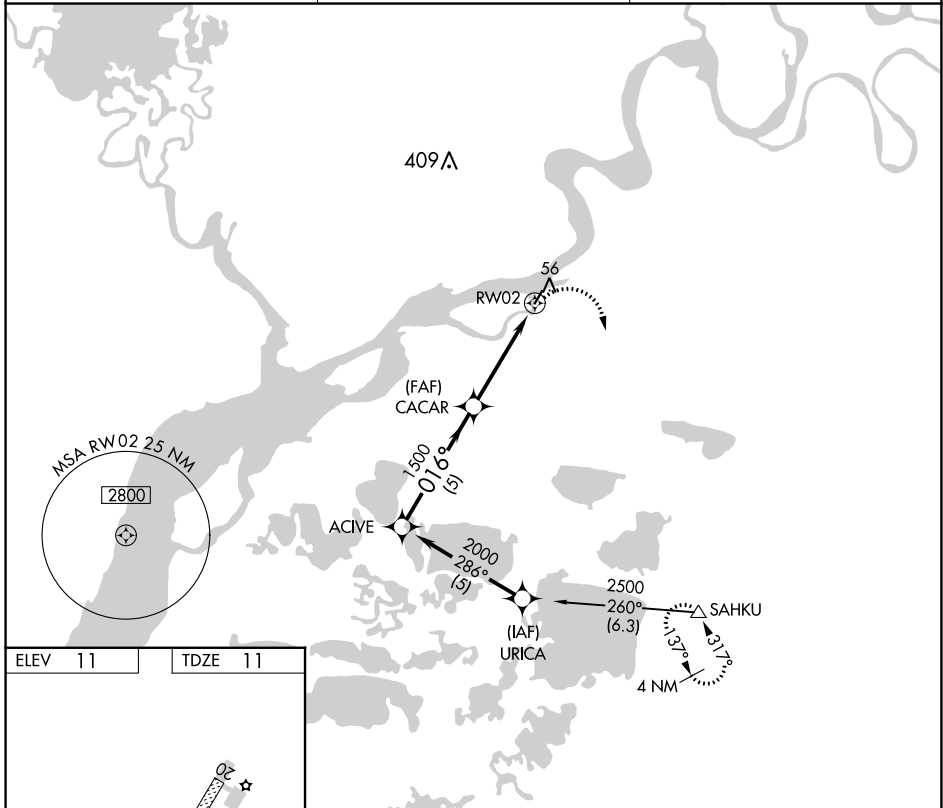 409
56
RW02
(FAF)
CACAR
1500
016°
(5)
MSA RW02 25 NM
2800
ACIVE
2000
286°
(5)
2500
260°
(6.3)
SAHKU
(IAF)
URICA
137°
317°
4 NM
ELEV 11
TDZE 11
20